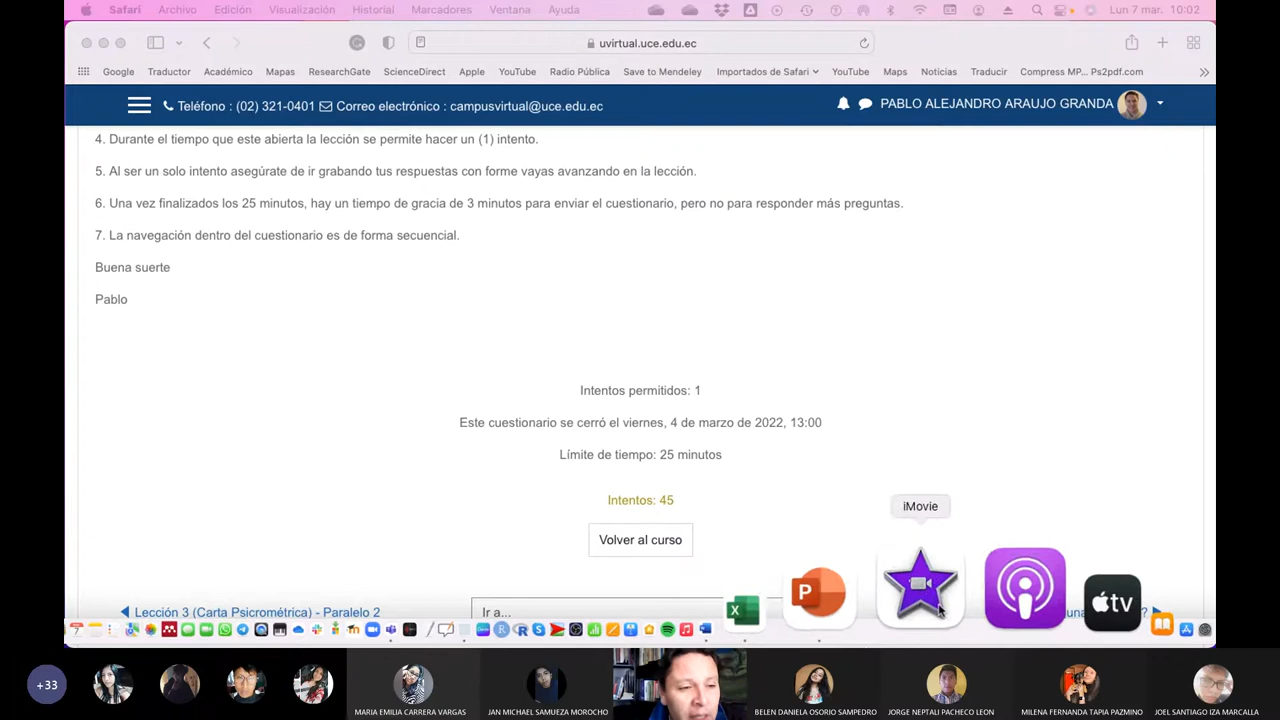 Safari Archivo Edición Visualización Historial Marcadores Ventana Ayuda Lun 7 mar. 10:02
uvirtual.uce.edu.ec
Google Traductor Académico Mapas ResearchGate ScienceDirect Apple YouTube Radio Pública Save to Mendeley Importados de Safari YouTube Maps Noticias Traducir Compress MP... Ps2pdf.com
Teléfono : (02) 321-0401 Correo electrónico : campusvirtual@uce.edu.ec PABLO ALEJANDRO ARAUJO GRANDA
4. Durante el tiempo que este abierta la lección se permite hacer un (1) intento.
5. Al ser un solo intento asegúrate de ir grabando tus respuestas con forme vayas avanzando en la lección.
6. Una vez finalizados los 25 minutos, hay un tiempo de gracia de 3 minutos para enviar el cuestionario, pero no para responder más preguntas.
7. La navegación dentro del cuestionario es de forma secuencial.
Buena suerte
Pablo
Intentos permitidos: 1
Este cuestionario se cerró el viernes, 4 de marzo de 2022, 13:00
Límite de tiempo: 25 minutos
Intentos: 45
iMovie
Volver al curso
Lección 3 (Carta Psicrométrica) - Paralelo 2 Ir a...
tv
+33 MARIA EMILIA CARRERA VARGAS JAN MICHAEL SAMUEZA MOROCHO BELEN DANIELA OSORIO SAMPEDRO JORGE NEPTALI PACHECO LEON MILENA FERNANDA TAPIA PAZMINO JOEL SANTIAGO IZA MARCALLA